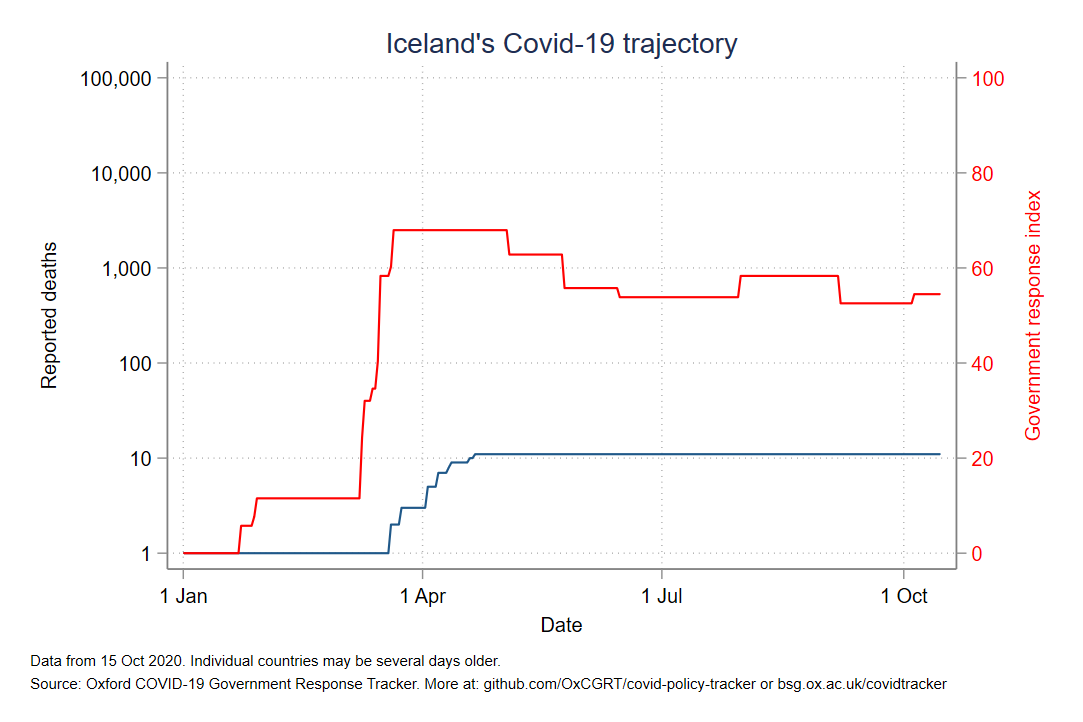 Iceland's Covid-19 trajectory
100,000
10,000
1,000
100
10
1
Reported deaths
100
80
60
40
20
0
Government response index
1 Jan
1 Apr
1 Jul
1 Oct
Date
Data from 15 Oct 2020. Individual countries may be several days older.
Source: Oxford COVID-19 Government Response Tracker. More at: github.com/OxCGRT/covid-policy-tracker or bsg.ox.ac.uk/covidtracker